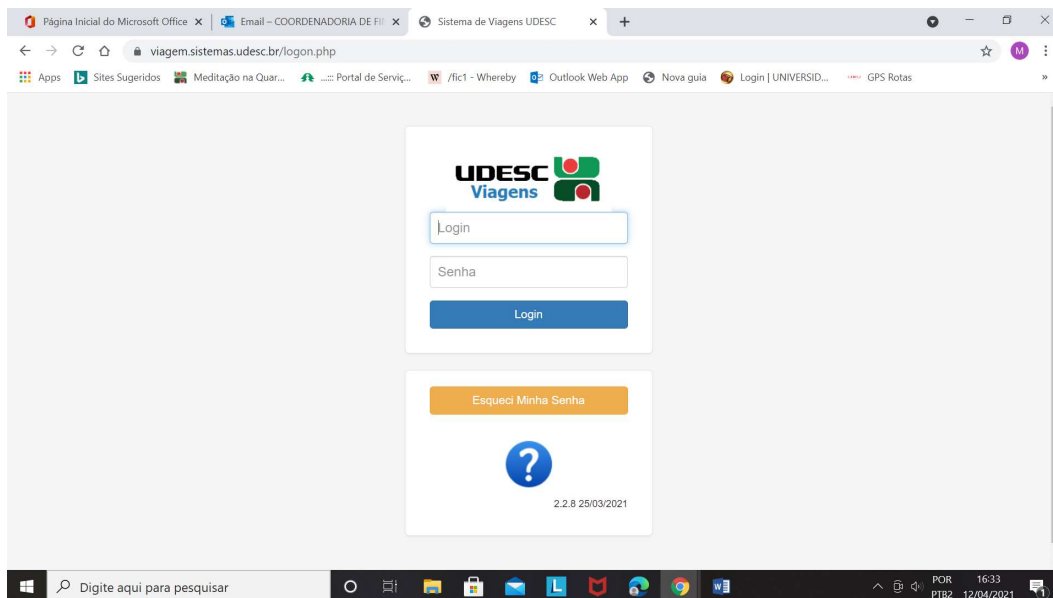 Página Inicial do Microsoft Office
Email – COORDENADORIA DE FI
Sistema de Viagens UDESC
viagem.sistemas.udesc.br/logon.php
M
Apps
Sites Sugeridos
Meditação na Quar...
...::: Portal de Serviç...
/fic1 - Whereby
Outlook Web App
Nova guia
Login | UNIVERSID...
GPS Rotas
»
UDESC
Viagens
Login
Senha
Login
Esqueci Minha Senha
?
2.2.8 25/03/2021
Digite aqui para pesquisar
POR
PTB2
16:33
12/04/2021